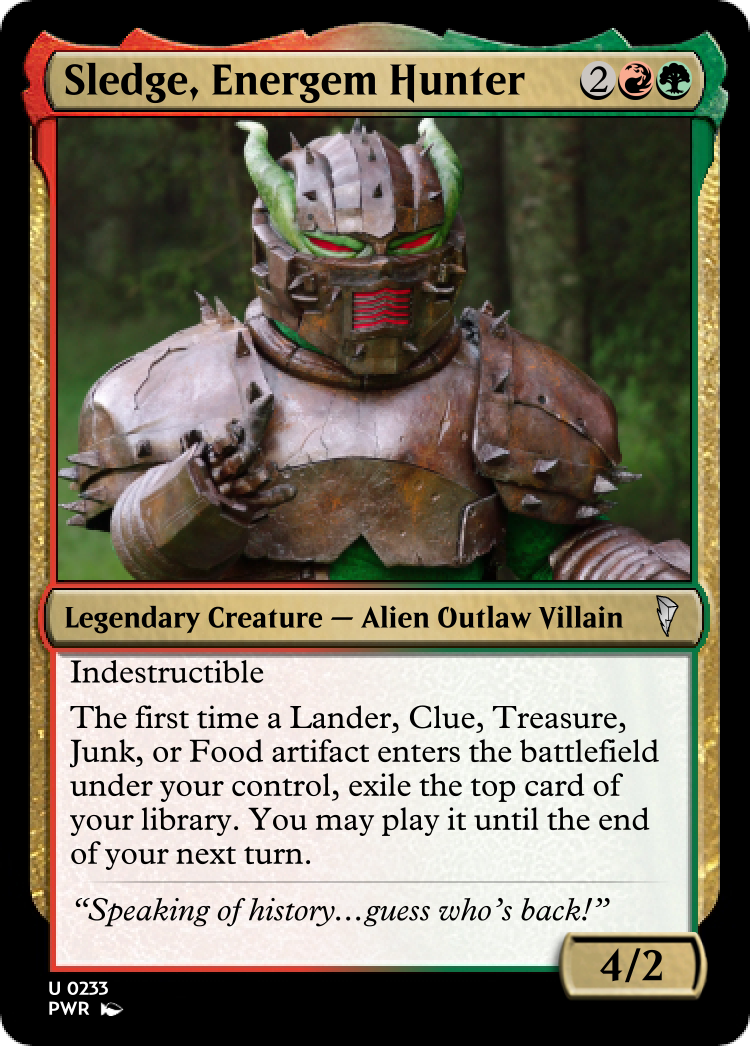 Sledge, Energem Hunter 2
Legendary Creature — Alien Outlaw Villain
Indestructible
The first time a Lander, Clue, Treasure,
Junk, or Food artifact enters the battlefield
under your control, exile the top card of
your library. You may play it until the end
of your next turn.
“Speaking of history…guess who’s back!”
4/2
U 0233
PWR